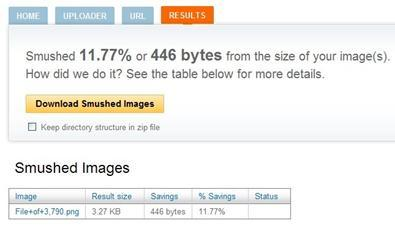 HOME UPLOADER URL RESULTS
Smushed 11.77% or 446 bytes from the size of your image(s).
How did we do it? See the table below for more details.
Download Smushed Images
Keep directory structure in zip file
Smushed Images
Image Result size Savings % Savings Status
File+of+3,790.png 3.27 KB 446 bytes 11.77%